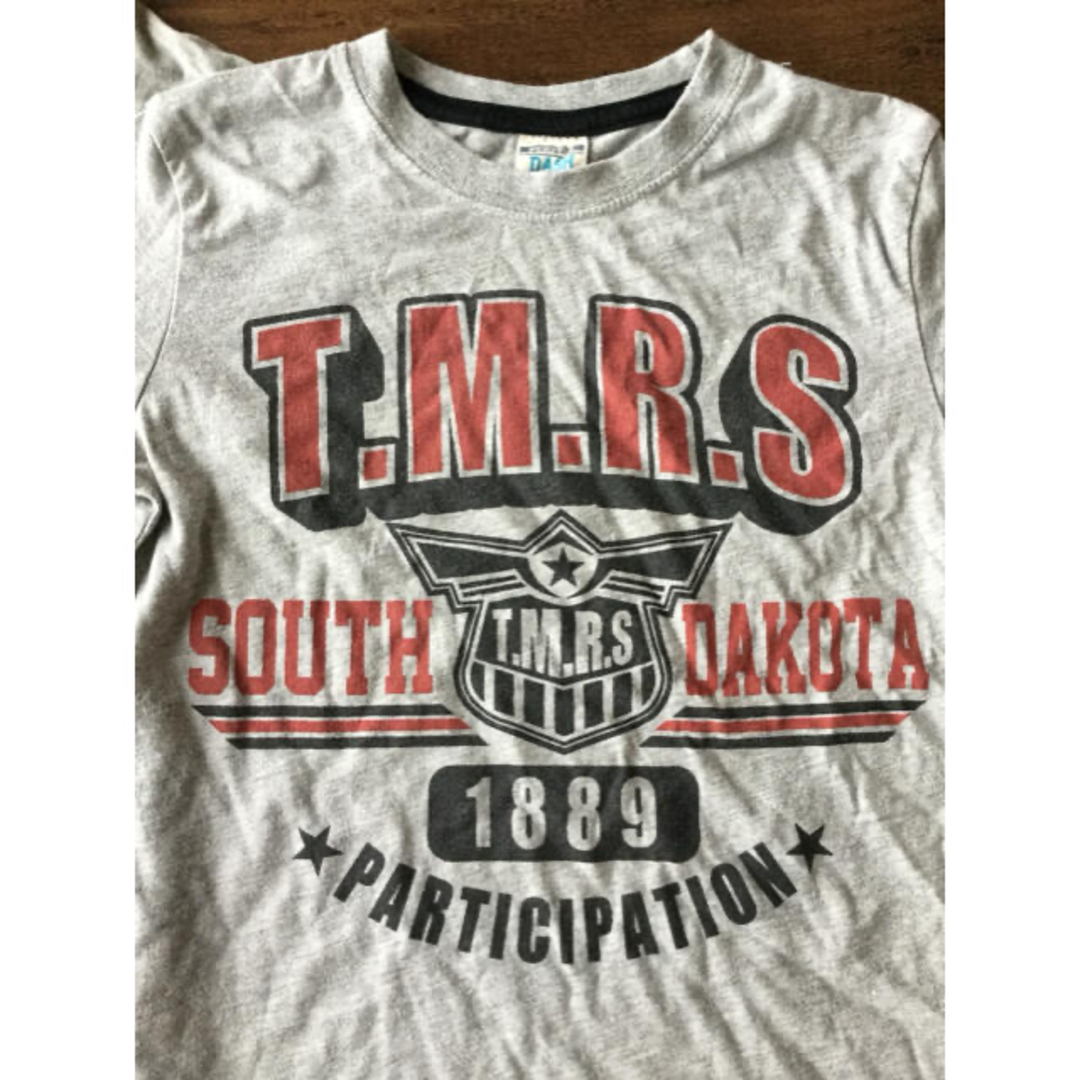 T.M.R.S
T.M.R.S
SOUTH DAKOTA
1889
PARTICIPATION